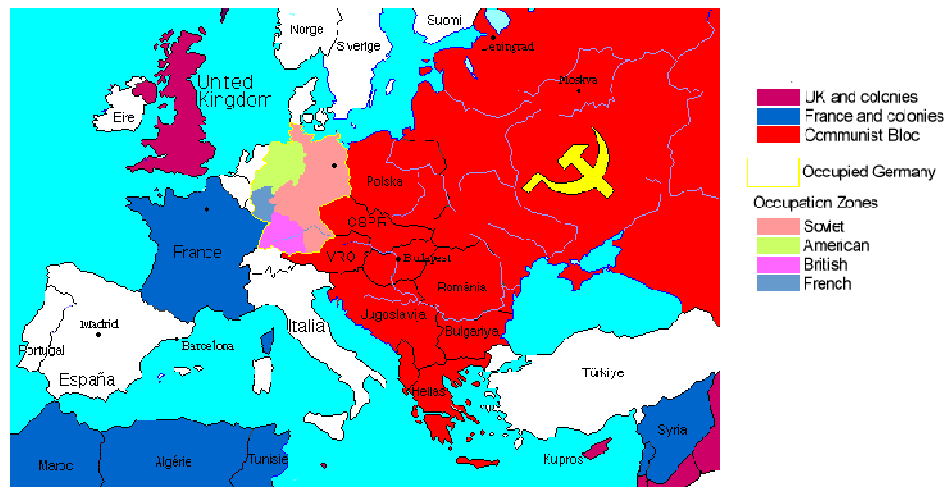 Norge
Suomi
Sverige
Leningrad
Moskva
United
Kingdom
Eire
Polska
CSPR
France
VRO
Budapest
România
Jugoslavia
Bulgariya
Italia
Madrid
Barcelona
Portugal
España
Hellas
Türkiye
Maroc
Algérie
Tunisie
Kupros
Syria
UK and colonies
France and colonies
Communist Bloc
Occupied Germany
Occupation Zones
Soviet
American
British
French